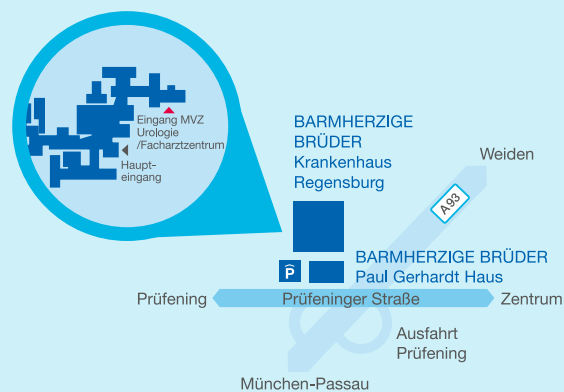 Eingang MVZ
Urologie
/Facharztzentrum
Haupt-
eingang
BARMHERZIGE
BRÜDER
Krankenhaus
Regensburg
Weiden
A93
BARMHERZIGE BRÜDER
Paul Gerhardt Haus
P
Prüfening
Prüfeninger Straße
Zentrum
Ausfahrt
Prüfening
München-Passau